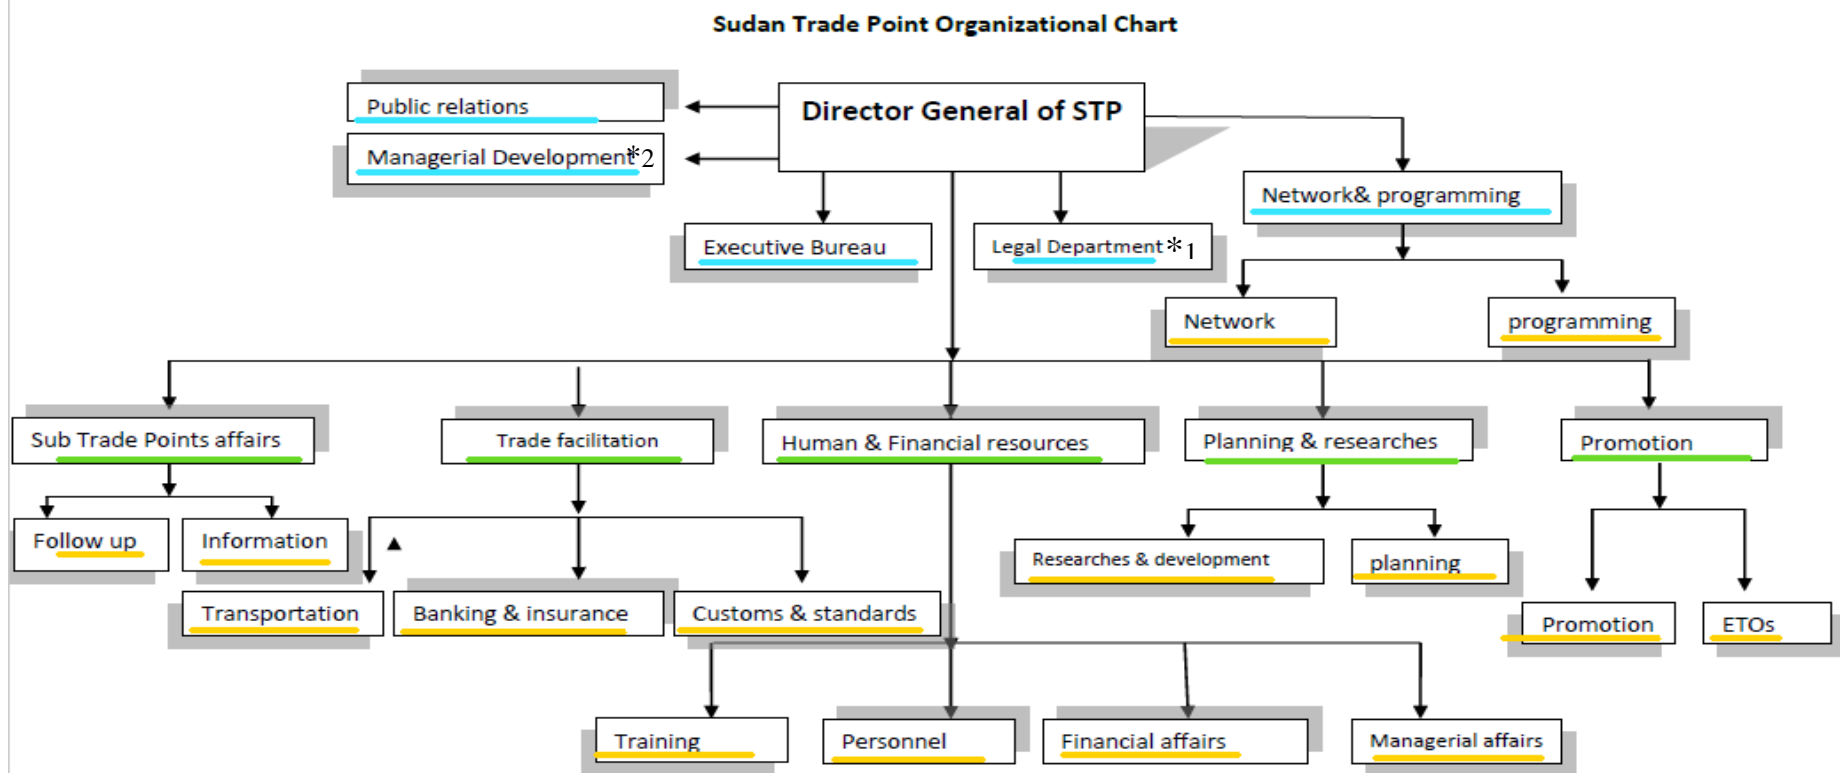 Sudan Trade Point Organizational Chart
Public relations
Director General of STP
Managerial Development*2
Network& programming
Executive Bureau
Legal Department*1
Network
programming
Sub Trade Points affairs
Trade facilitation
Human & Financial resources
Planning & researches
Promotion
Follow up
Information
Researches & development
planning
Transportation
Banking & insurance
Customs & standards
Promotion
ETOs
Training
Personnel
Financial affairs
Managerial affairs